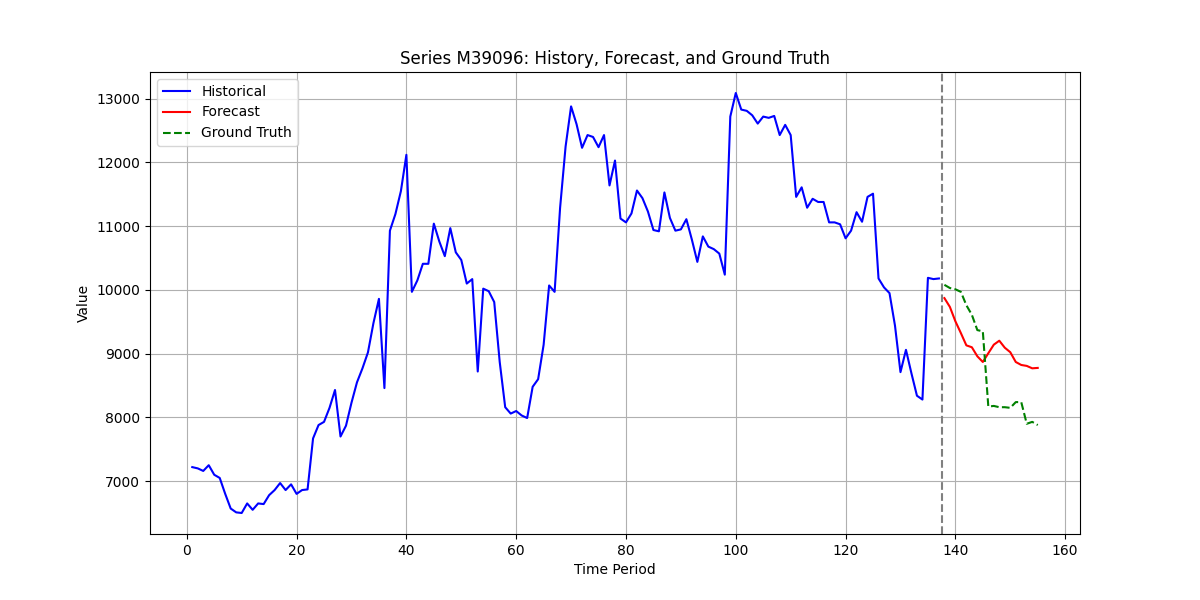 Series M39096: History, Forecast, and Ground Truth
Historical
Forecast
Ground Truth
13000
12000
11000
10000
9000
8000
7000
Value
0 20 40 60 80 100 120 140 160
Time Period